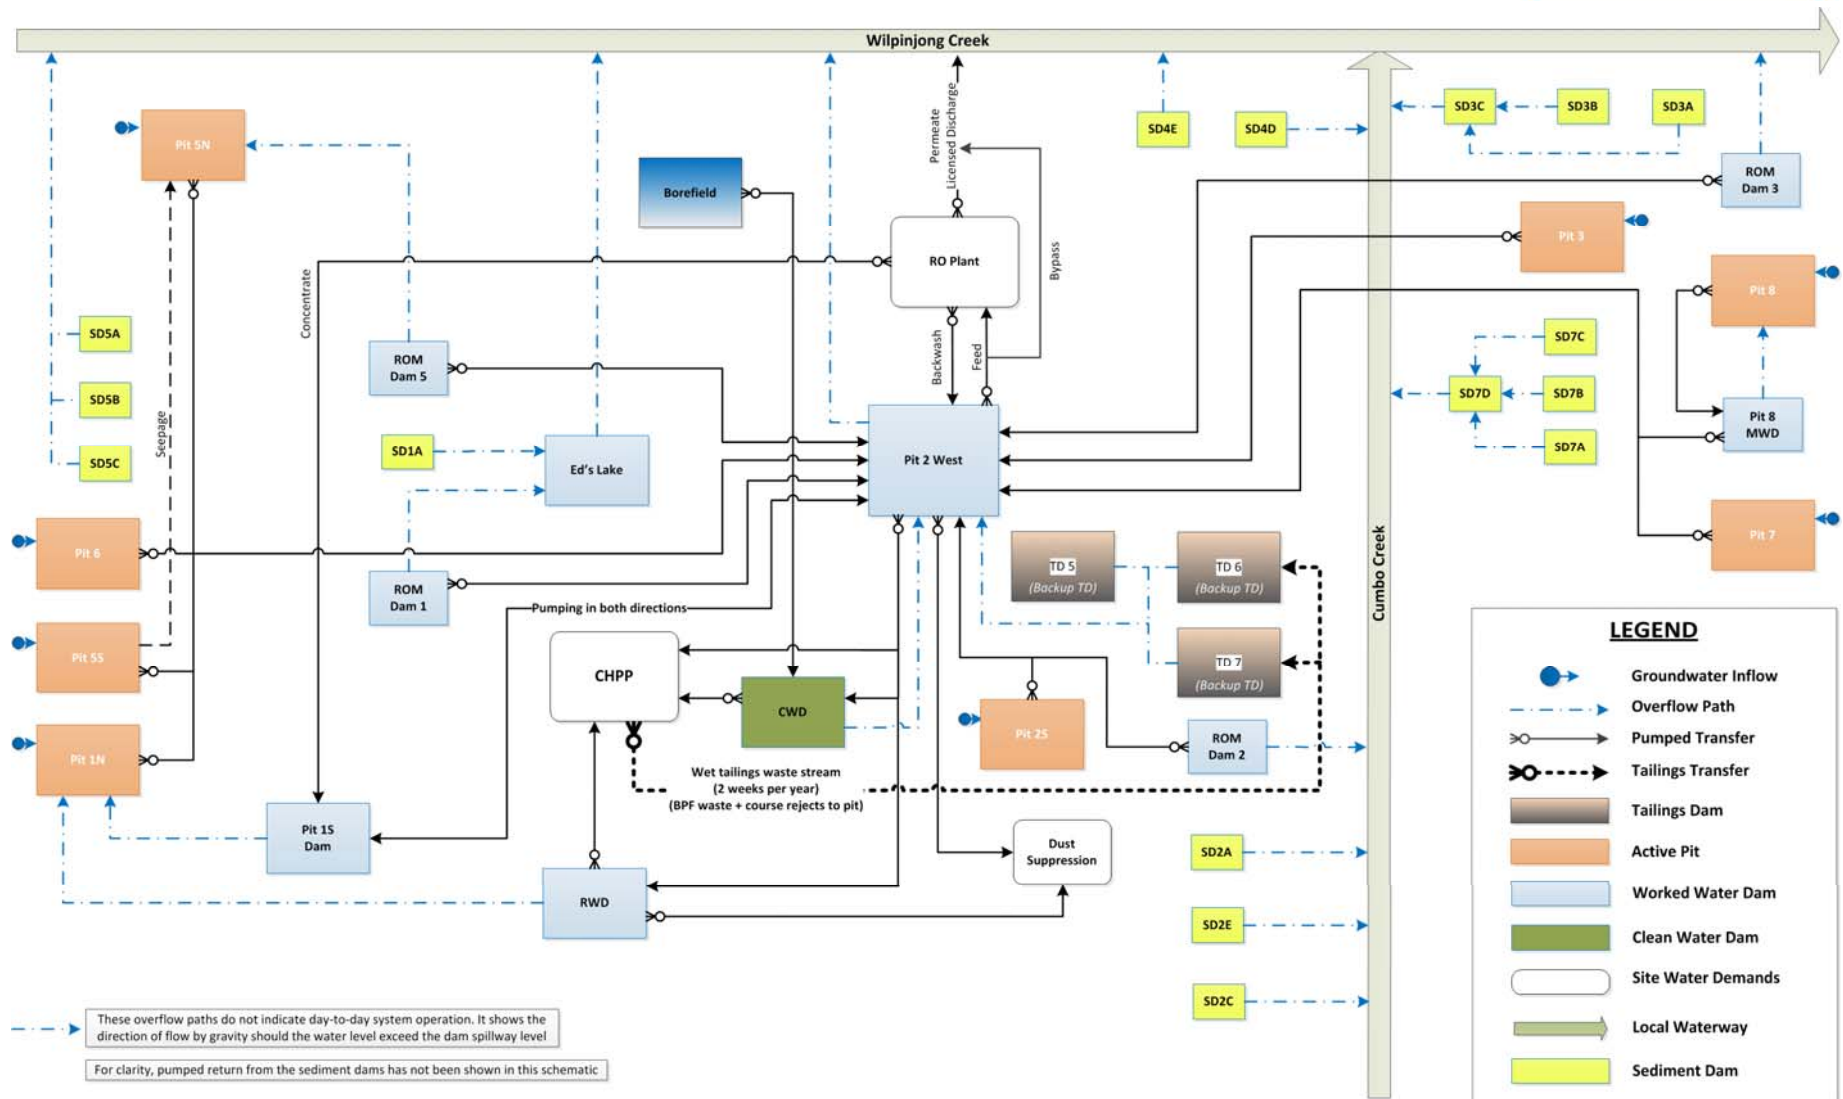 Wilpinjong Creek
Pit 5N
Borefield
Permeate
Licensed Discharge
SD4E
SD4D
SD3C
SD3B
SD3A
ROM
Dam 3
Pit 3
Pit 8
RO Plant
Bypass
Concentrate
Backwash
Feed
SD5A
SD5B
SD5C
Seepage
ROM
Dam 5
SD1A
Ed's Lake
Pit 2 West
SD7C
SD7D
SD7B
SD7A
Pit 8
MWD
Pit 6
ROM
Dam 1
Pumping in both directions
Pit 5S
CHPP
CWD
TD 5
(Backup TD)
TD 6
(Backup TD)
TD 7
(Backup TD)
Cumbo Creek
Pit 7
Pit 1N
Pit 2S
ROM
Dam 2
Wet tailings waste stream
(2 weeks per year)
(BPF waste + course rejects to pit)
Pit 1S
Dam
RWD
Dust
Suppression
SD2A
SD2E
SD2C
LEGEND
Groundwater Inflow
Overflow Path
Pumped Transfer
Tailings Transfer
Tailings Dam
Active Pit
Worked Water Dam
Clean Water Dam
Site Water Demands
Local Waterway
Sediment Dam
These overflow paths do not indicate day-to-day system operation. It shows the
direction of flow by gravity should the water level exceed the dam spillway level
For clarity, pumped return from the sediment dams has not been shown in this schematic